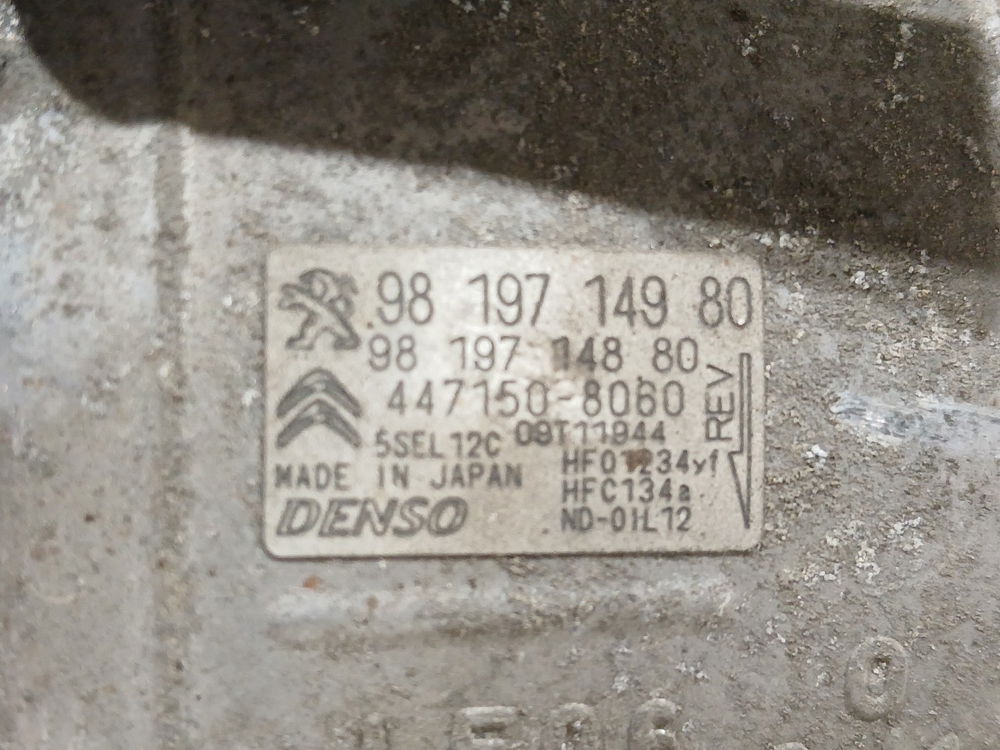 98 197 149 80
98 197 148 80
447150-8060
5SEL12C 09T11944
REV
MADE IN JAPAN
HFO1234yf
HFC134a
DENSO
ND-OIL12